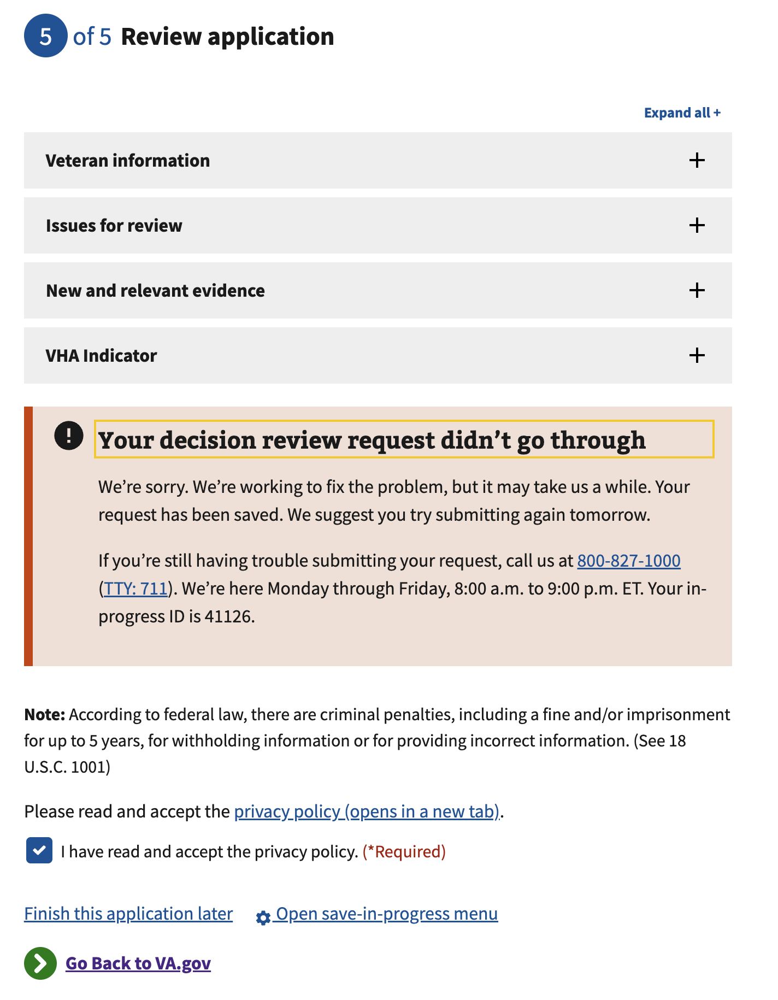 5 of 5 Review application
Expand all +
Veteran information
Issues for review
New and relevant evidence
VHA Indicator
Your decision review request didn’t go through
We’re sorry. We’re working to fix the problem, but it may take us a while. Your
request has been saved. We suggest you try submitting again tomorrow.
If you’re still having trouble submitting your request, call us at 800-827-1000
(TTY: 711). We’re here Monday through Friday, 8:00 a.m. to 9:00 p.m. ET. Your in-
progress ID is 41126.
Note: According to federal law, there are criminal penalties, including a fine and/or imprisonment
for up to 5 years, for withholding information or for providing incorrect information. (See 18
U.S.C. 1001)
Please read and accept the privacy policy (opens in a new tab).
I have read and accept the privacy policy. (*Required)
Finish this application later Open save-in-progress menu
Go Back to VA.gov